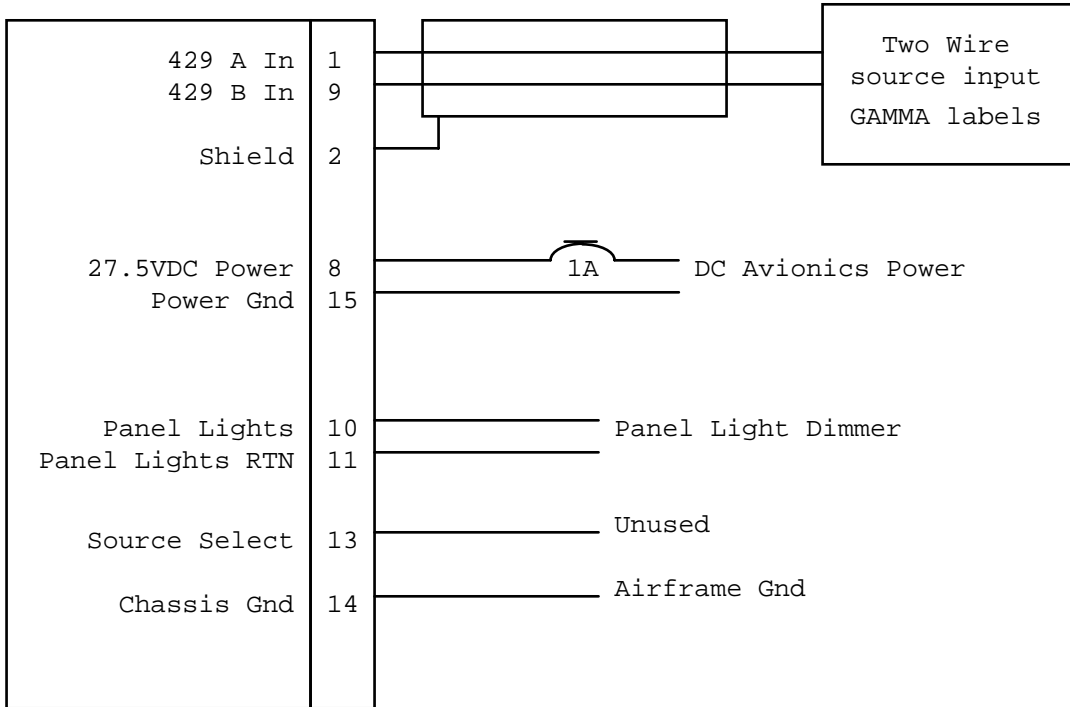 429 A In 1
429 B In 9
Shield 2
27.5VDC Power 8
Power Gnd 15
Panel Lights 10
Panel Lights RTN 11
Source Select 13
Chassis Gnd 14
Two Wire
source input
GAMMA labels
1A DC Avionics Power
Panel Light Dimmer
Unused
Airframe Gnd